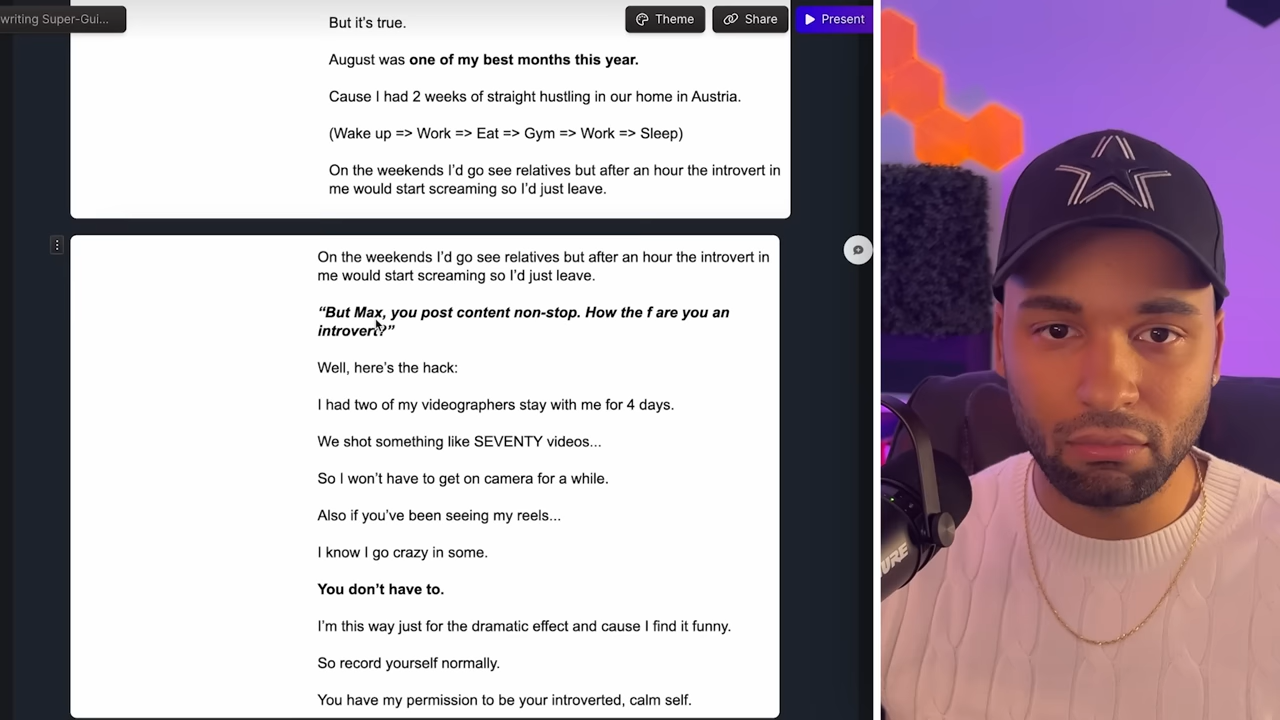 writing Super-Gui...
Theme
Share
Present
But it's true.
August was one of my best months this year.
Cause I had 2 weeks of straight hustling in our home in Austria.
(Wake up => Work => Eat => Gym => Work => Sleep)
On the weekends I'd go see relatives but after an hour the introvert in
me would start screaming so I'd just leave.
On the weekends I'd go see relatives but after an hour the introvert in
me would start screaming so I'd just leave.
“But Max, you post content non-stop. How the f are you an
introvert?”
Well, here's the hack:
I had two of my videographers stay with me for 4 days.
We shot something like SEVENTY videos...
So I won't have to get on camera for a while.
Also if you've been seeing my reels...
I know I go crazy in some.
You don't have to.
I'm this way just for the dramatic effect and cause I find it funny.
So record yourself normally.
You have my permission to be your introverted, calm self.
URE